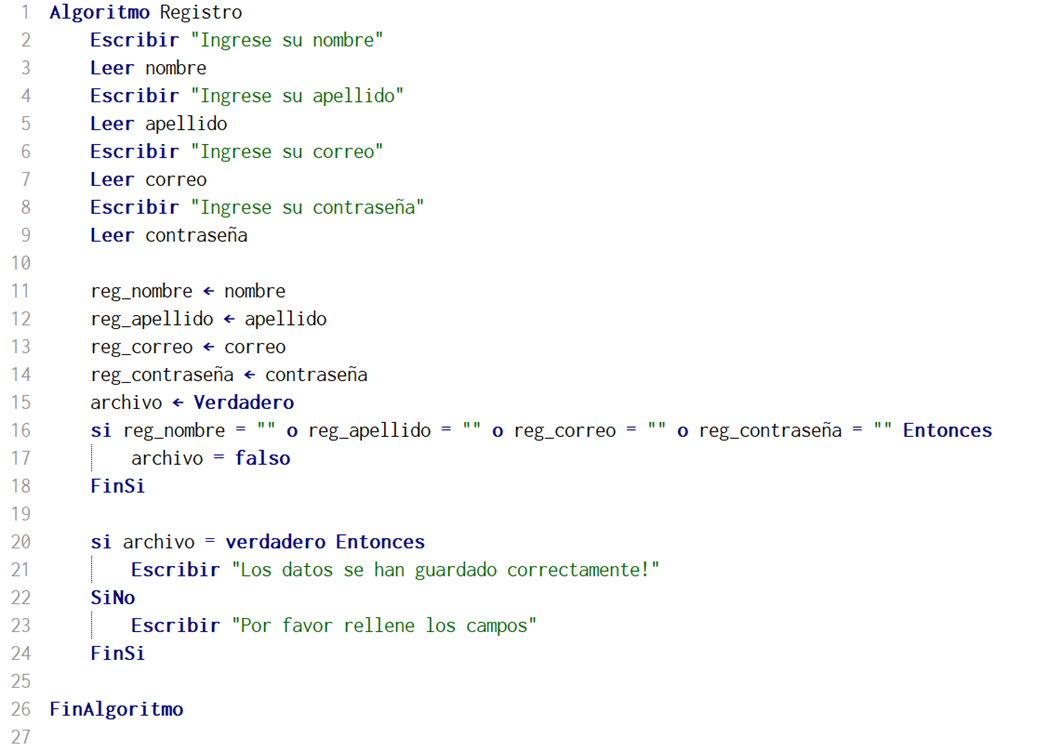 1 Algoritmo Registro
2 Escribir "Ingrese su nombre"
3 Leer nombre
4 Escribir "Ingrese su apellido"
5 Leer apellido
6 Escribir "Ingrese su correo"
7 Leer correo
8 Escribir "Ingrese su contraseña"
9 Leer contraseña
10
11 reg_nombre ← nombre
12 reg_apellido ← apellido
13 reg_correo ← correo
14 reg_contraseña ← contraseña
15 archivo ← Verdadero
16 si reg_nombre = "" o reg_apellido = "" o reg_correo = "" o reg_contraseña = "" Entonces
17 archivo = falso
18 FinSi
19
20 si archivo = verdadero Entonces
21 Escribir "Los datos se han guardado correctamente!"
22 SiNo
23 Escribir "Por favor rellene los campos"
24 FinSi
25
26 FinAlgoritmo
27